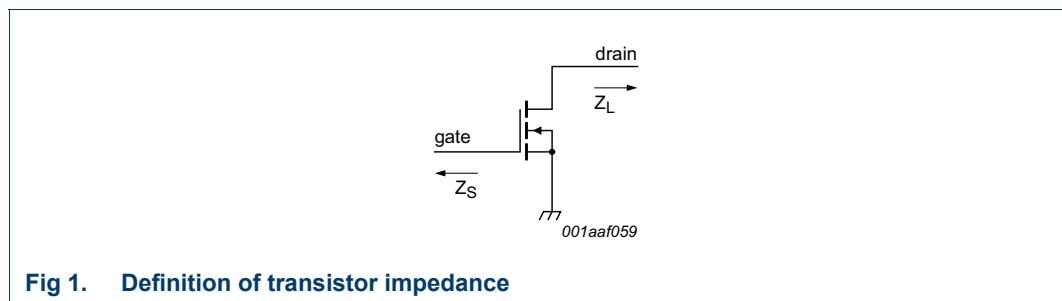 drain
Z_L
gate
Z_S
001aaf059
Fig 1. Definition of transistor impedance